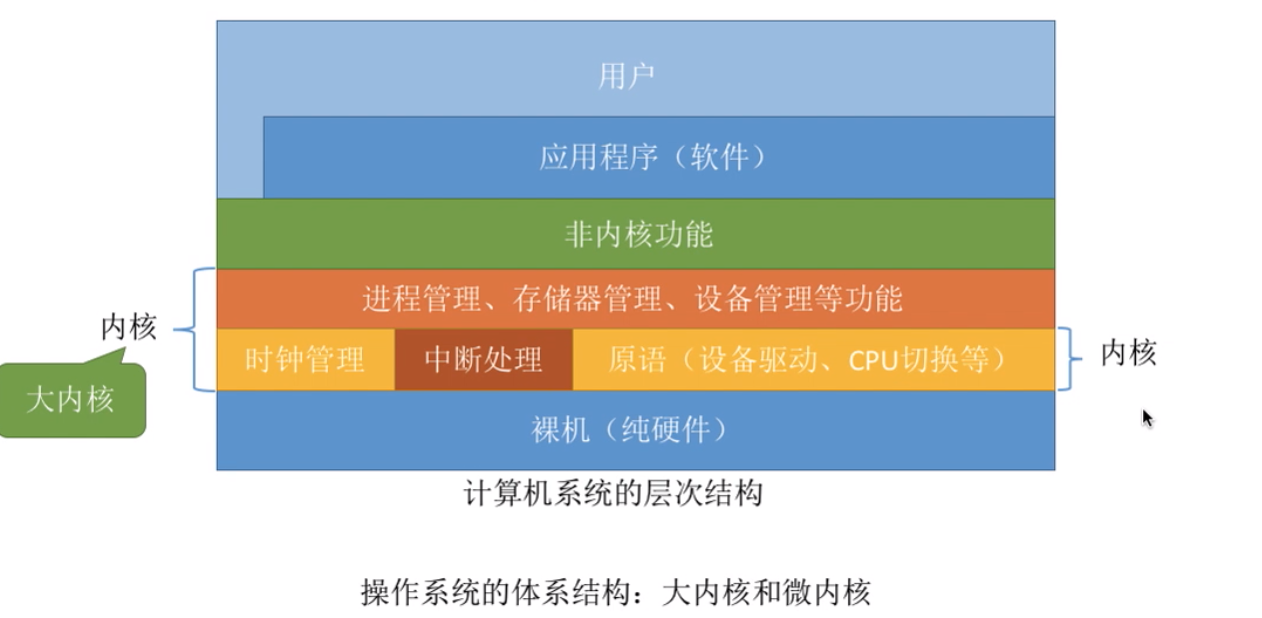 用户
应用程序（软件）
非内核功能
进程管理、存储器管理、设备管理等功能
内核
时钟管理
中断处理
原语（设备驱动、CPU切换等）
内核
大内核
裸机（纯硬件）
计算机系统的层次结构
操作系统的体系结构：大内核和微内核